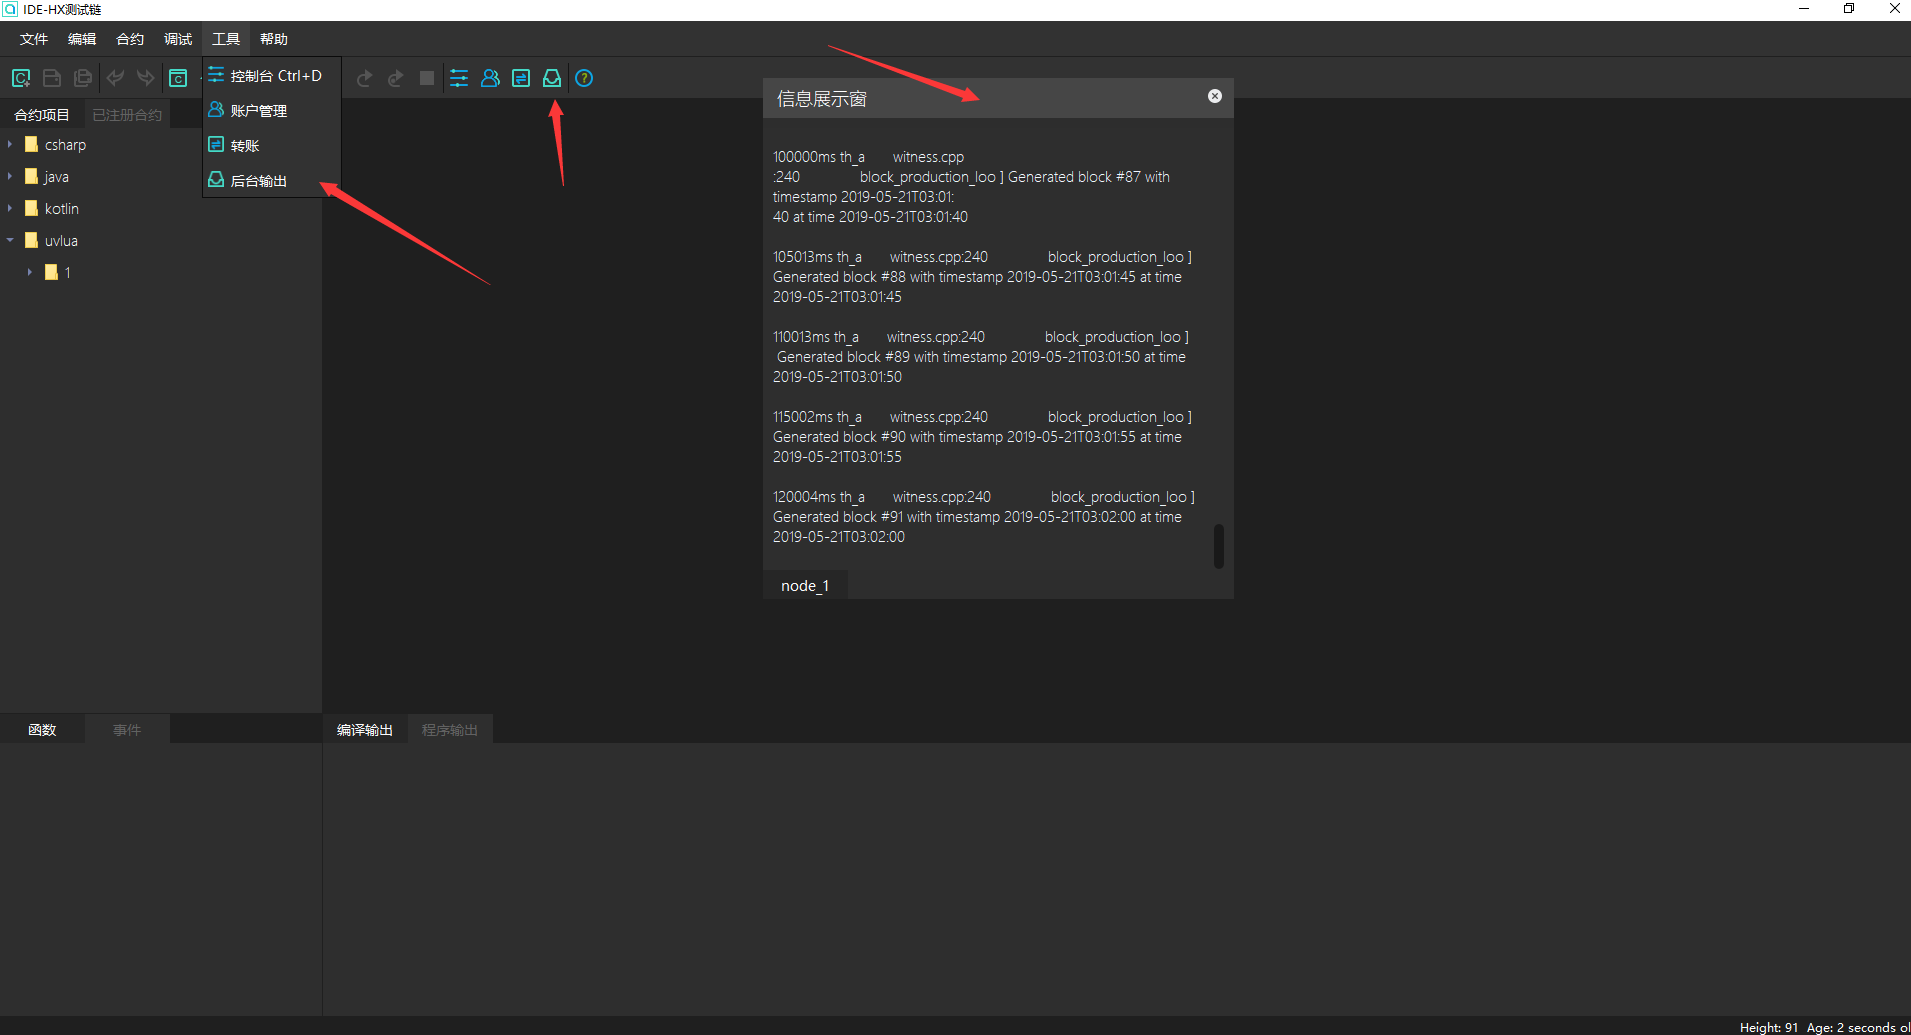 IDE-HX测试链
文件 编辑 合约 调试 工具 帮助
控制台 Ctrl+D
账户管理
转账
后台输出
合约项目 已注册合约
csharp
java
kotlin
uvlua
1
信息展示窗
100000ms th_a witness.cpp
:240 block_production_loo ] Generated block #87 with
timestamp 2019-05-21T03:01:
40 at time 2019-05-21T03:01:40
105013ms th_a witness.cpp:240 block_production_loo ]
Generated block #88 with timestamp 2019-05-21T03:01:45 at time
2019-05-21T03:01:45
110013ms th_a witness.cpp:240 block_production_loo ]
Generated block #89 with timestamp 2019-05-21T03:01:50 at time
2019-05-21T03:01:50
115002ms th_a witness.cpp:240 block_production_loo ]
Generated block #90 with timestamp 2019-05-21T03:01:55 at time
2019-05-21T03:01:55
120004ms th_a witness.cpp:240 block_production_loo ]
Generated block #91 with timestamp 2019-05-21T03:02:00 at time
2019-05-21T03:02:00
node_1
函数 事件
编译输出 程序输出
Height: 91 Age: 2 seconds ol